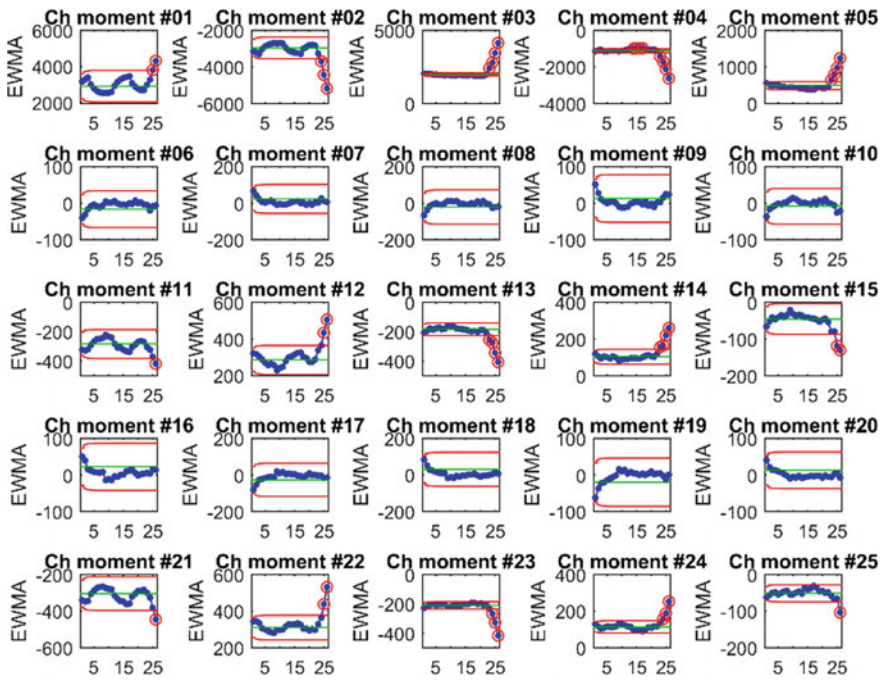 Ch moment #01 Ch moment #02 Ch moment #03 Ch moment #04 Ch moment #05
6000 -2000 5000 0 2000
EWMA 4000 EWMA -4000 EWMA EWMA -2000 EWMA 1000
2000 -6000 0 -4000 0
5 15 25 5 15 25 5 15 25 5 15 25 5 15 25
Ch moment #06 Ch moment #07 Ch moment #08 Ch moment #09 Ch moment #10
100 200 200 100 100
EWMA 0 EWMA 0 EWMA 0 EWMA 0 EWMA 0
-100 -200 -200 -100 -100
5 15 25 5 15 25 5 15 25 5 15 25 5 15 25
Ch moment #11 Ch moment #12 Ch moment #13 Ch moment #14 Ch moment #15
0 600 0 400 0
EWMA -200 EWMA 400 EWMA -200 EWMA 200 EWMA -100
-400 200 -400 0 -200
5 15 25 5 15 25 5 15 25 5 15 25 5 15 25
Ch moment #16 Ch moment #17 Ch moment #18 Ch moment #19 Ch moment #20
100 200 200 100 100
EWMA 0 EWMA 0 EWMA 0 EWMA 0 EWMA 0
-100 -200 -200 -100 -100
5 15 25 5 15 25 5 15 25 5 15 25 5 15 25
Ch moment #21 Ch moment #22 Ch moment #23 Ch moment #24 Ch moment #25
-200 600 0 400 0
EWMA -400 EWMA 400 EWMA -200 EWMA 200 EWMA -100
-600 200 -400 0 -200
5 15 25 5 15 25 5 15 25 5 15 25 5 15 25